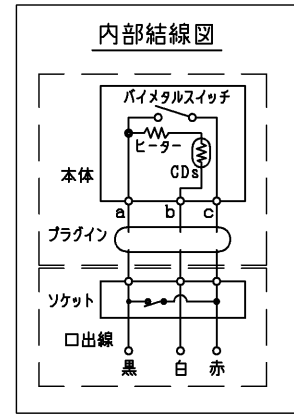 内部結線図
バイメタルスイッチ
ヒーター
CDs
本体
a b c
プラグイン
ソケット
口出線
黒 白 赤